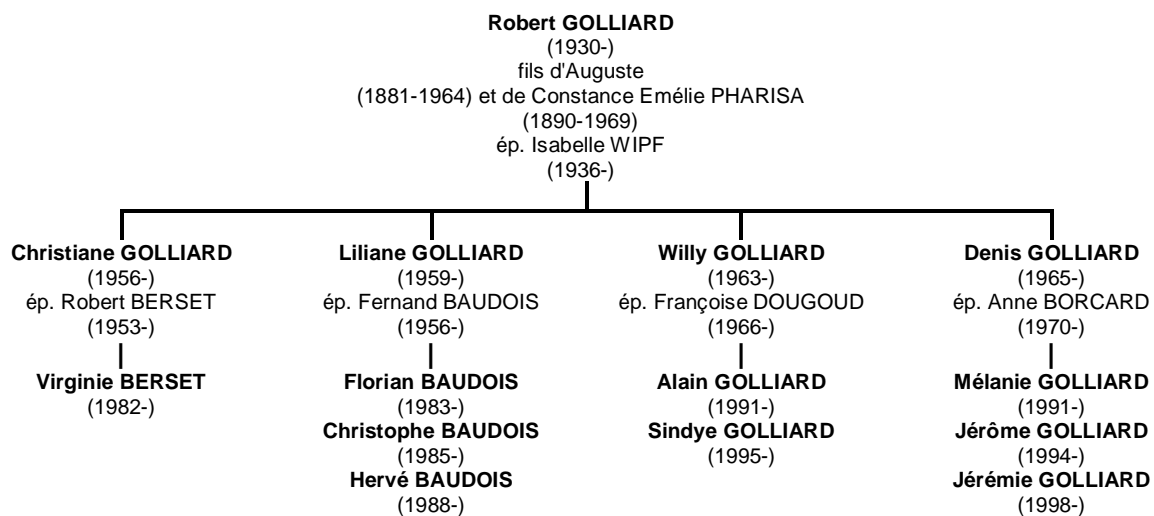 Robert GOLLIARD
(1930-)
fils d'Auguste
(1881-1964) et de Constance Emélie PHARISA
(1890-1969)
ép. Isabelle WIPF
(1936-)
Christiane GOLLIARD
(1956-)
ép. Robert BERSET
(1953-)
Virginie BERSET
(1982-)
Liliane GOLLIARD
(1959-)
ép. Fernand BAUDOIS
(1956-)
Florian BAUDOIS
(1983-)
Christophe BAUDOIS
(1985-)
Hervé BAUDOIS
(1988-)
Willy GOLLIARD
(1963-)
ép. Françoise DOUGOUD
(1966-)
Alain GOLLIARD
(1991-)
Sindye GOLLIARD
(1995-)
Denis GOLLIARD
(1965-)
ép. Anne BORCARD
(1970-)
Mélanie GOLLIARD
(1991-)
Jérôme GOLLIARD
(1994-)
Jérémie GOLLIARD
(1998-)